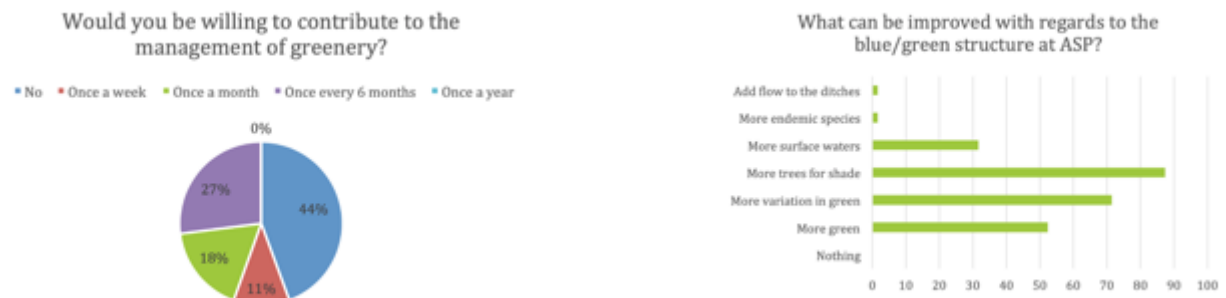 Would you be willing to contribute to the
management of greenery?
No Once a week Once a month Once every 6 months Once a year
0%
27%
44%
18%
11%
What can be improved with regards to the
blue/green structure at ASP?
Add flow to the ditches
More endemic species
More surface waters
More trees for shade
More variation in green
More green
Nothing
0 10 20 30 40 50 60 70 80 90 100